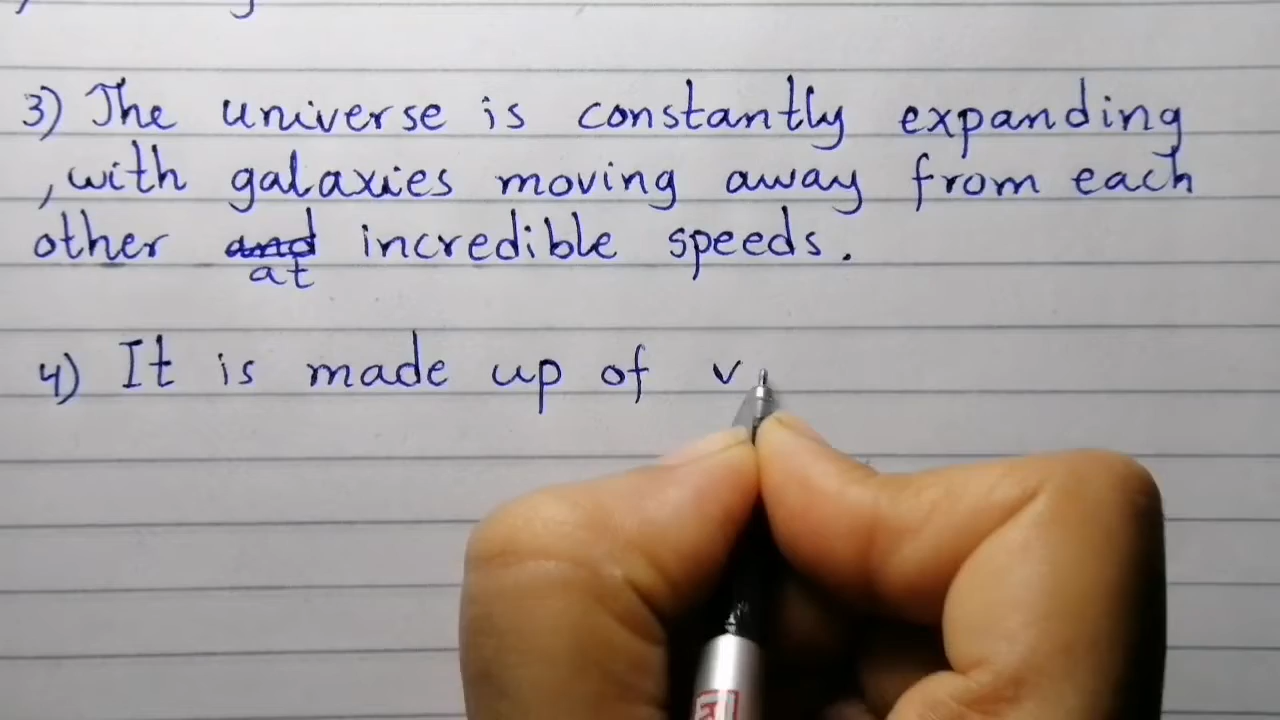 3) The universe is constantly expanding
, with galaxies moving away from each
other and incredible speeds.
at
4) It is made up of v